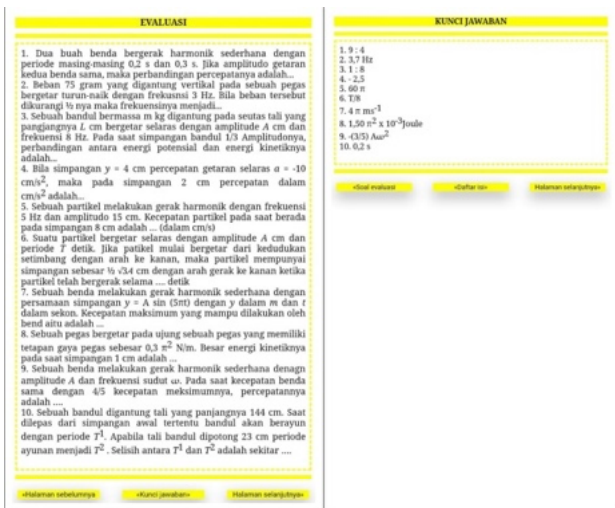 EVALUASI
1. Dua buah benda bergerak harmonik sederhana dengan
periode masing-masing 0,2 s dan 0,3 s. Jika amplitudo getaran
kedua benda sama, maka perbandingan percepatanya adalah...
2. Beban 75 gram yang digantung vertikal pada sebuah pegas
bergetar turun-naik dengan frekusnsi 3 Hz. Bila beban tersebut
dikurangi ⅓ nya maka frekuensinya menjadi...
3. Sebuah bandul bermassa m kg digantung pada seutas tali yang
pangjangnya L cm bergetar selaras dengan amplitude A cm dan
frekuensi 8 Hz. Pada saat simpangan bandul 1/3 Amplitudonya,
perbandingan antara energi potensial dan energi kinetiknya
adalah...
4. Bila simpangan y = 4 cm percepatan getaran selaras a = -10
cm/s², maka pada simpangan 2 cm percepatan dalam
cm/s² adalah...
5. Sebuah partikel melakukan gerak harmonik dengan frekuensi
5 Hz dan amplitudo 15 cm. Kecepatan partikel pada saat berada
pada simpangan 8 cm adalah ... (dalam cm/s)
6. Suatu partikel bergetar selaras dengan amplitude A cm dan
periode T detik. Jika patikel mulai bergetar dari kedudukan
setimbang dengan arah ke kanan, maka partikel mempunyai
simpangan sebesar ½ √3.4 cm dengan arah gerak ke kanan ketika
partikel telah bergerak selama .... detik
7. Sebuah benda melakukan gerak harmonik sederhana dengan
persamaan simpangan y = A sin (5πt) dengan y dalam m dan t
dalam sekon. Kecepatan maksimum yang mampu dilakukan oleh
bend aitu adalah ...
8. Sebuah pegas bergetar pada ujung sebuah pegas yang memiliki
tetapan gaya pegas sebesar 0,3 π² N/m. Besar energi kinetiknya
pada saat simpangan 1 cm adalah ...
9. Sebuah benda melakukan gerak harmonik sederhana denagn
amplitude A dan frekuensi sudut ω. Pada saat kecepatan benda
sama dengan 4/5 kecepatan meksimumnya, percepatannya
adalah ....
10. Sebuah bandul digantung tali yang panjangnya 144 cm. Saat
dilepas dari simpangan awal tertentu bandul akan berayun
dengan periode T¹. Apabila tali bandul dipotong 23 cm periode
ayunan menjadi T² . Selisih antara T¹ dan T² adalah sekitar ....
«Halaman sebelumnya
«Kunci jawaban»
Halaman selanjutnya»
KUNCI JAWABAN
1. 9 : 4
2. 3,7 Hz
3. 1 : 8
4. - 2,5
5. 60 π
6. T/8
7. 4 π ms⁻¹
8. 1,50 π² x 10⁻³Joule
9. -(3/5) Aω²
10. 0,2 s
«Soal evaluasi
«Daftar isi»
Halaman selanjutnya»